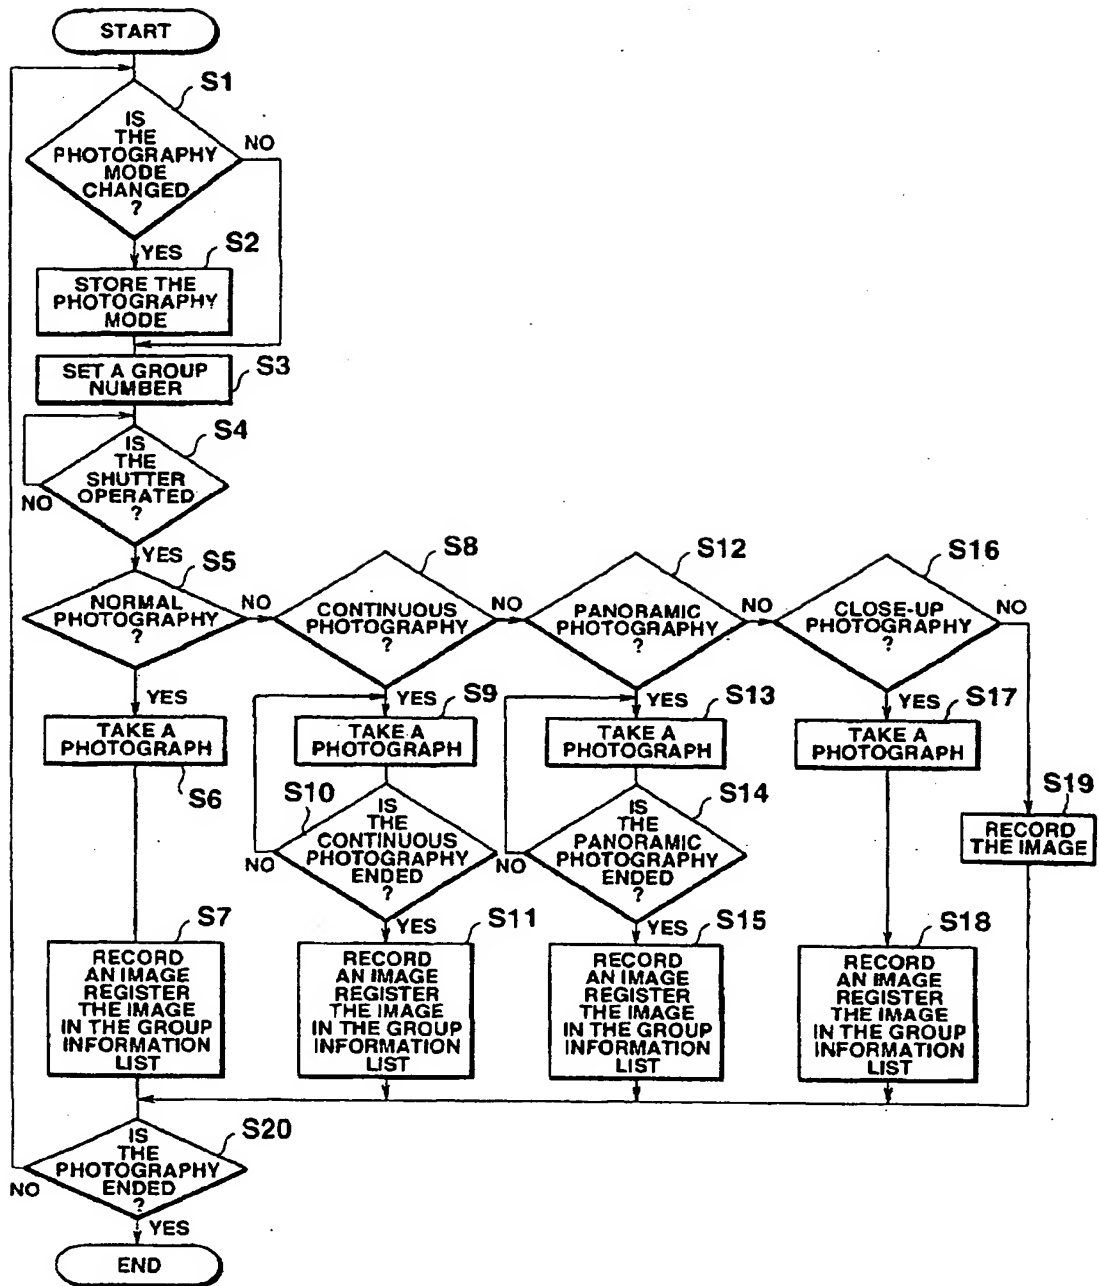 START
S1
IS
THE
PHOTOGRAPHY
MODE
CHANGED
?
NO
YES
S2
STORE THE
PHOTOGRAPHY
MODE
S3
SET A GROUP
NUMBER
S4
IS
THE
SHUTTER
OPERATED
?
NO
YES
S5
NORMAL
PHOTOGRAPHY
?
NO
YES
TAKE A
PHOTOGRAPH
S6
S7
RECORD
AN IMAGE
REGISTER
THE IMAGE
IN THE GROUP
INFORMATION
LIST
S8
CONTINUOUS
PHOTOGRAPHY
?
NO
YES
S9
TAKE A
PHOTOGRAPH
S10
IS
THE
CONTINUOUS
PHOTOGRAPHY
ENDED
?
NO
YES
S11
RECORD
AN IMAGE
REGISTER
THE IMAGE
IN THE GROUP
INFORMATION
LIST
S12
PANORAMIC
PHOTOGRAPHY
?
NO
YES
S13
TAKE A
PHOTOGRAPH
S14
IS
THE
PANORAMIC
PHOTOGRAPHY
ENDED
?
NO
YES
S15
RECORD
AN IMAGE
REGISTER
THE IMAGE
IN THE GROUP
INFORMATION
LIST
S16
CLOSE-UP
PHOTOGRAPHY
?
NO
YES
S17
TAKE A
PHOTOGRAPH
S18
RECORD
AN IMAGE
REGISTER
THE IMAGE
IN THE GROUP
INFORMATION
LIST
S19
RECORD
THE IMAGE
S20
IS
THE
PHOTOGRAPHY
ENDED
?
NO
YES
END